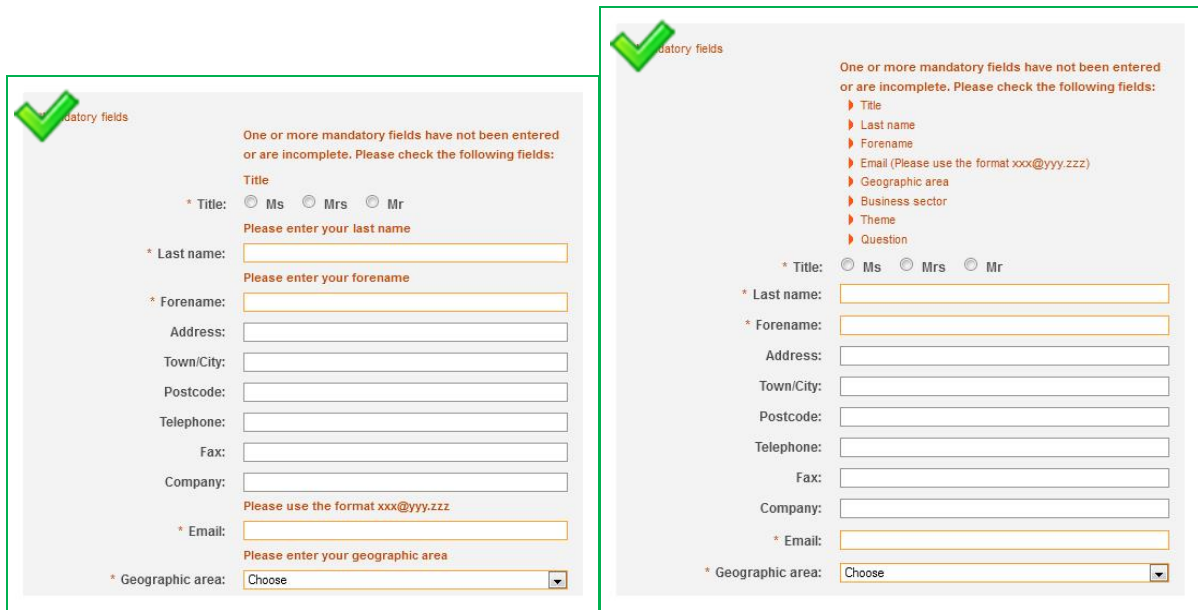 datory fields
One or more mandatory fields have not been entered
or are incomplete. Please check the following fields:
Title
* Title: Ms Mrs Mr
Please enter your last name
* Last name:
Please enter your forename
* Forename:
Address:
Town/City:
Postcode:
Telephone:
Fax:
Company:
Please use the format xxx@yyy.zzz
* Email:
Please enter your geographic area
* Geographic area: Choose
datory fields
One or more mandatory fields have not been entered
or are incomplete. Please check the following fields:
Title
Last name
Forename
Email (Please use the format xxx@yyy.zzz)
Geographic area
Business sector
Theme
Question
* Title: Ms Mrs Mr
* Last name:
* Forename:
Address:
Town/City:
Postcode:
Telephone:
Fax:
Company:
* Email:
* Geographic area: Choose